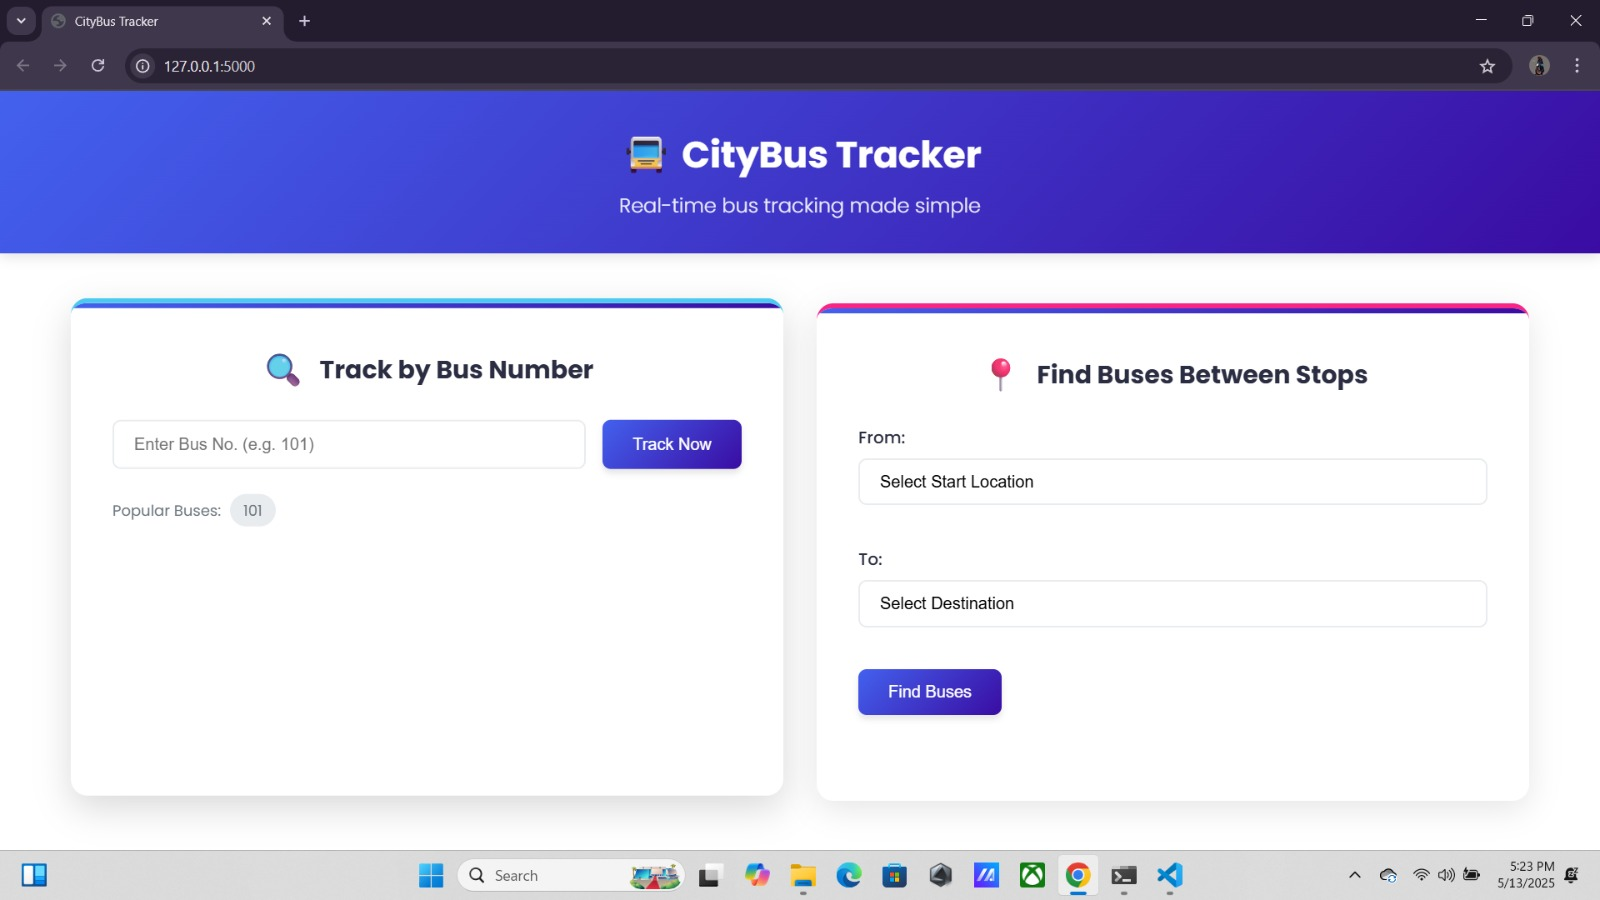 CityBus Tracker
127.0.0.1:5000
CityBus Tracker
Real-time bus tracking made simple
Track by Bus Number
Enter Bus No. (e.g. 101)
Track Now
Popular Buses: 101
Find Buses Between Stops
From:
Select Start Location
To:
Select Destination
Find Buses
Search
5:23 PM
5/13/2025